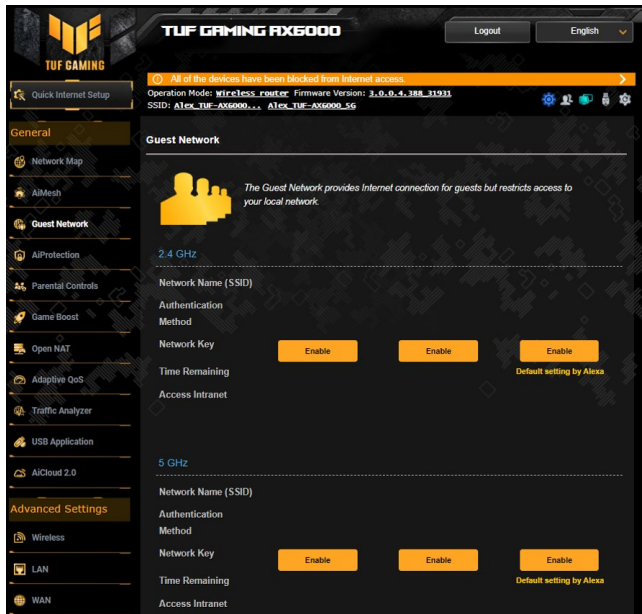 TUF GAMING
TUF GAMING AX6000
Logout
English
Quick Internet Setup
All of the devices have been blocked from Internet access.
Operation Mode: Wireless router Firmware Version: 3.0.0.4.388_31931
SSID: Alex_TUF-AX6000... Alex_TUF-AX6000_5G
General
Network Map
AiMesh
Guest Network
AiProtection
Parental Controls
Game Boost
Open NAT
Adaptive QoS
Traffic Analyzer
USB Application
AiCloud 2.0
Advanced Settings
Wireless
LAN
WAN
Guest Network
The Guest Network provides Internet connection for guests but restricts access to
your local network.
2.4 GHz
Network Name (SSID)
Authentication
Method
Network Key
Enable Enable Enable
Time Remaining
Default setting by Alexa
Access Intranet
5 GHz
Network Name (SSID)
Authentication
Method
Network Key
Enable Enable Enable
Time Remaining
Default setting by Alexa
Access Intranet